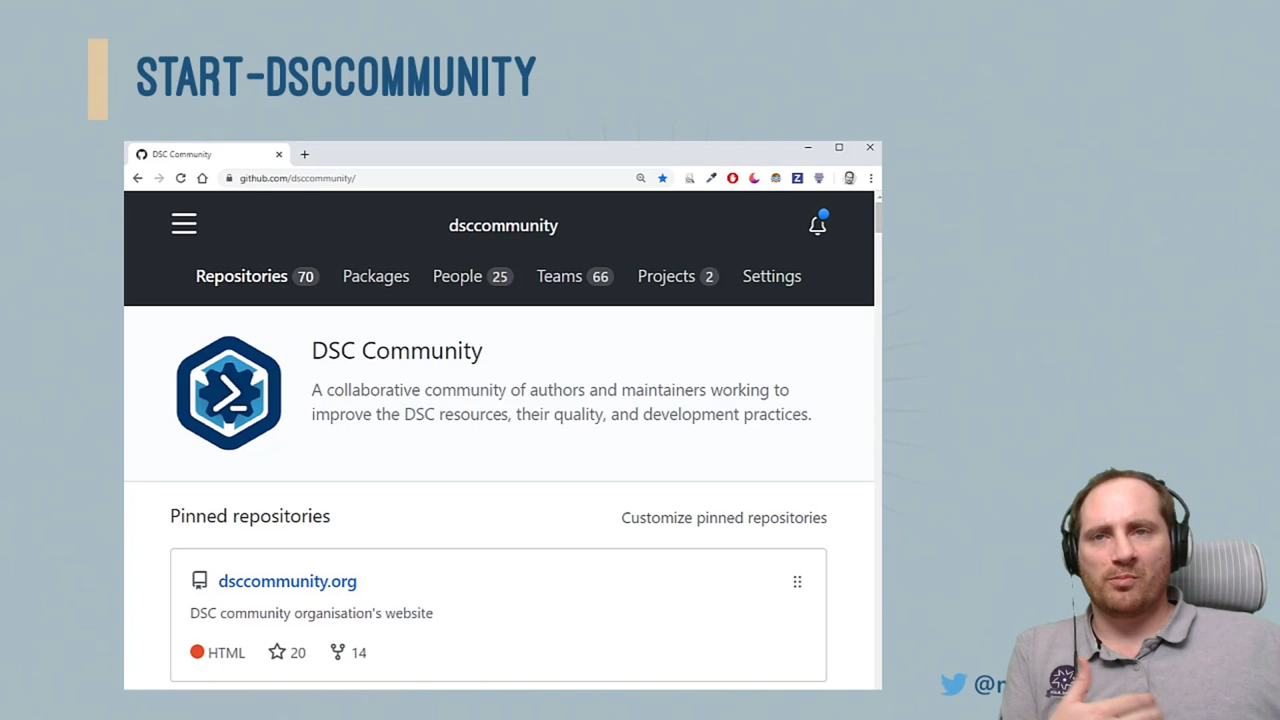 START-DSCCOMMUNITY
DSC Community
github.com/dsccommunity/
dsccommunity
Repositories 70 Packages People 25 Teams 66 Projects 2 Settings
DSC Community
A collaborative community of authors and maintainers working to
improve the DSC resources, their quality, and development practices.
Pinned repositories Customize pinned repositories
dsccommunity.org
DSC community organisation's website
HTML 20 14